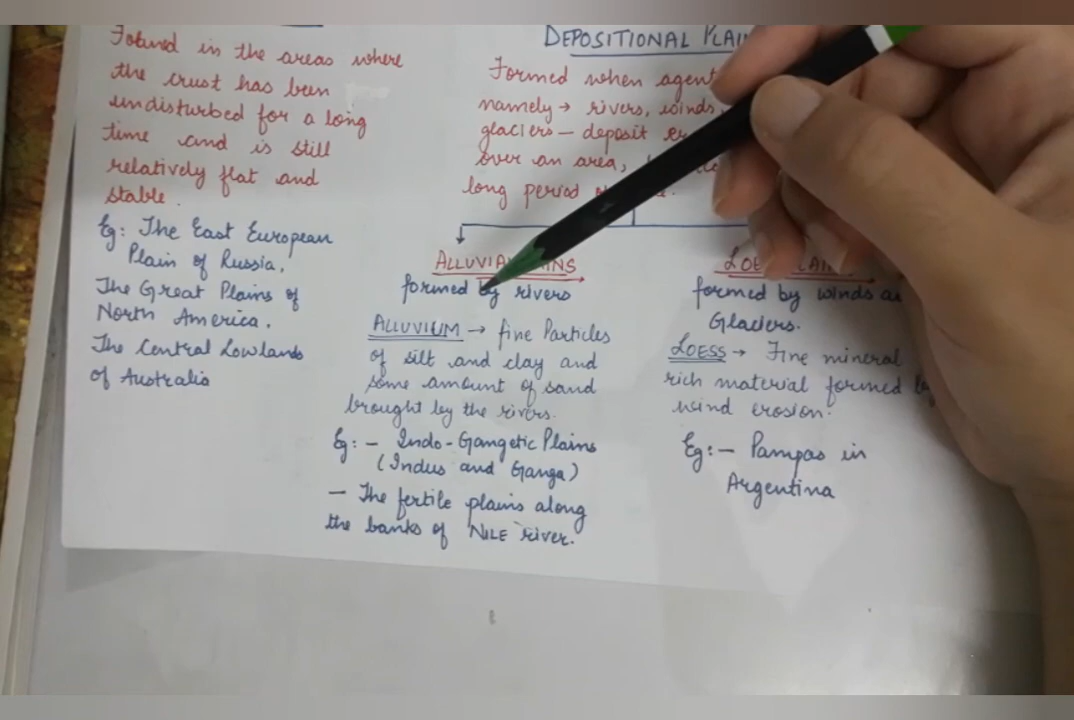 Found in the areas where
the crust has been
undisturbed for a long
time and is still
relatively flat and
stable.
Eg: The East European
Plain of Russia,
The Great Plains of
North America.
The Central Lowlands
of Australia
DEPOSITIONAL
Formed when
namely → rivers, winds,
glaciers — deposit
over an area,
long period
formed by rivers
ALLUVIUM → fine Particles
of silt and clay and
some amount of sand
brought by the rivers.
Eg: - Indo-Gangetic Plains
(Indus and Ganga)
- The fertile plains along
the banks of NILE river.
formed by winds
Glaciers.
LOESS → Fine mineral
rich material formed
wind erosion.
Eg: - Pampas in
Argentina